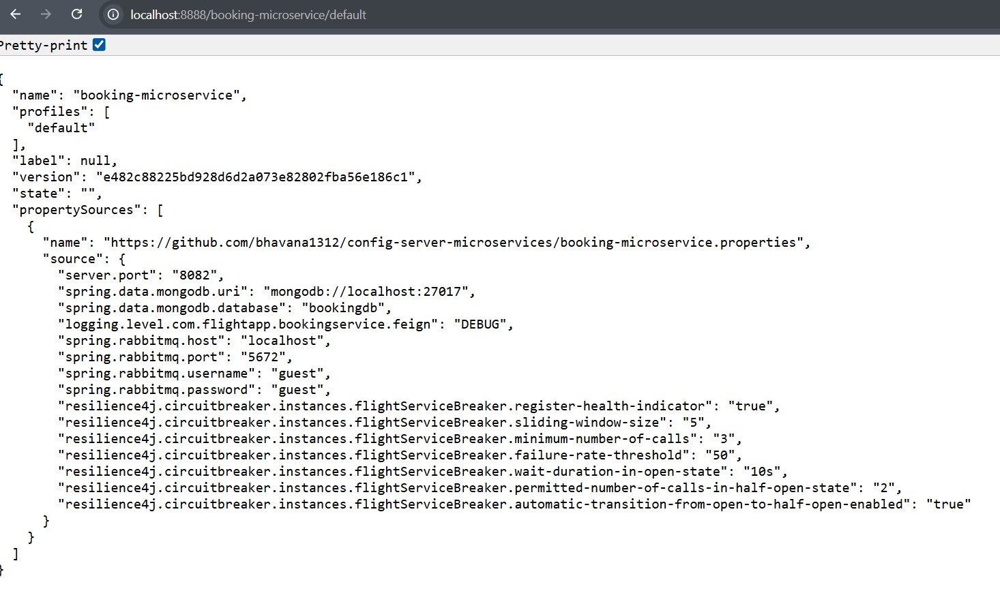 localhost:8888/booking-microservice/default
Pretty-print
{
"name": "booking-microservice",
"profiles": [
"default"
],
"label": null,
"version": "e482c88225bd928d6d2a073e82802fba56e186c1",
"state": "",
"propertySources": [
{
"name": "https://github.com/bhavana1312/config-server-microservices/booking-microservice.properties",
"source": {
"server.port": "8082",
"spring.data.mongodb.uri": "mongodb://localhost:27017",
"spring.data.mongodb.database": "bookingdb",
"logging.level.com.flightapp.bookingservice.feign": "DEBUG",
"spring.rabbitmq.host": "localhost",
"spring.rabbitmq.port": "5672",
"spring.rabbitmq.username": "guest",
"spring.rabbitmq.password": "guest",
"resilience4j.circuitbreaker.instances.flightServiceBreaker.register-health-indicator": "true",
"resilience4j.circuitbreaker.instances.flightServiceBreaker.sliding-window-size": "5",
"resilience4j.circuitbreaker.instances.flightServiceBreaker.minimum-number-of-calls": "3",
"resilience4j.circuitbreaker.instances.flightServiceBreaker.failure-rate-threshold": "50",
"resilience4j.circuitbreaker.instances.flightServiceBreaker.wait-duration-in-open-state": "10s",
"resilience4j.circuitbreaker.instances.flightServiceBreaker.permitted-number-of-calls-in-half-open-state": "2",
"resilience4j.circuitbreaker.instances.flightServiceBreaker.automatic-transition-from-open-to-half-open-enabled": "true"
}
}
]
}